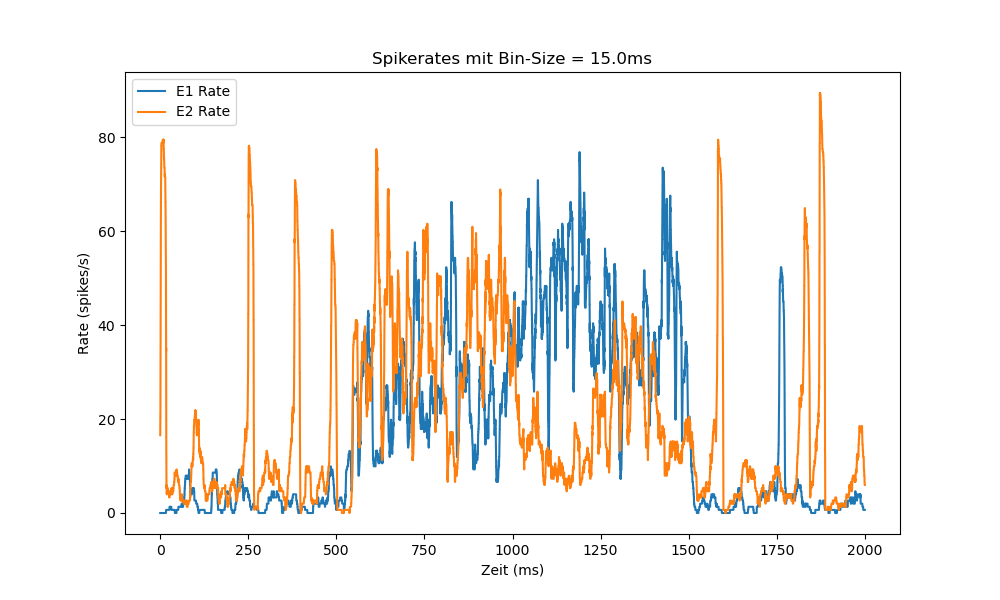 Spikerates mit Bin-Size = 15.0ms
E1 Rate
E2 Rate
80
60
40
20
0
Rate (spikes/s)
0 250 500 750 1000 1250 1500 1750 2000
Zeit (ms)